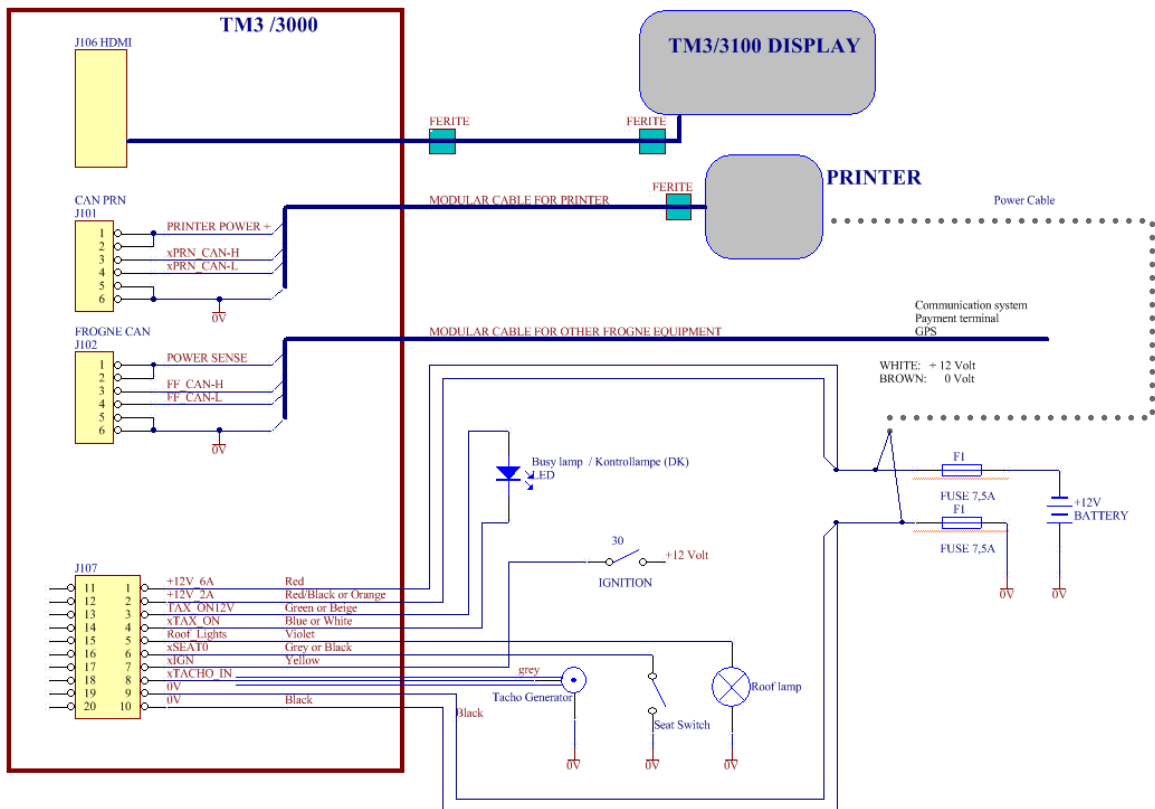 TM3 /3000
J106 HDMI
TM3/3100 DISPLAY
FERITE
FERITE
CAN PRN
J101
1
2
3
4
5
6
PRINTER POWER +
xPRN_CAN-H
xPRN_CAN-L
0V
MODULAR CABLE FOR PRINTER
FERITE
PRINTER
Power Cable
FROGNE CAN
J102
1
2
3
4
5
6
POWER SENSE
FF_CAN-H
FF_CAN-L
0V
MODULAR CABLE FOR OTHER FROGNE EQUIPMENT
Communication system
Payment terminal
GPS
WHITE: + 12 Volt
BROWN: 0 Volt
Busy lamp / Kontrollampe (DK)
LED
F1
FUSE 7,5A
F1
FUSE 7,5A
+12V
BATTERY
0V
0V
30
+12 Volt
IGNITION
J107
11 1 +12V_6A Red
12 2 +12V_2A Red/Black or Orange
13 3 TAX_ON12V Green or Beige
14 4 xTAX_ON Blue or White
15 5 Roof_Lights Violet
16 6 xSEAT0 Grey or Black
17 7 xIGN Yellow
18 8 xTACHO_IN
19 9 0V
20 10 0V Black
grey
Tacho Generator
Black
Seat Switch
Roof lamp
0V
0V
0V